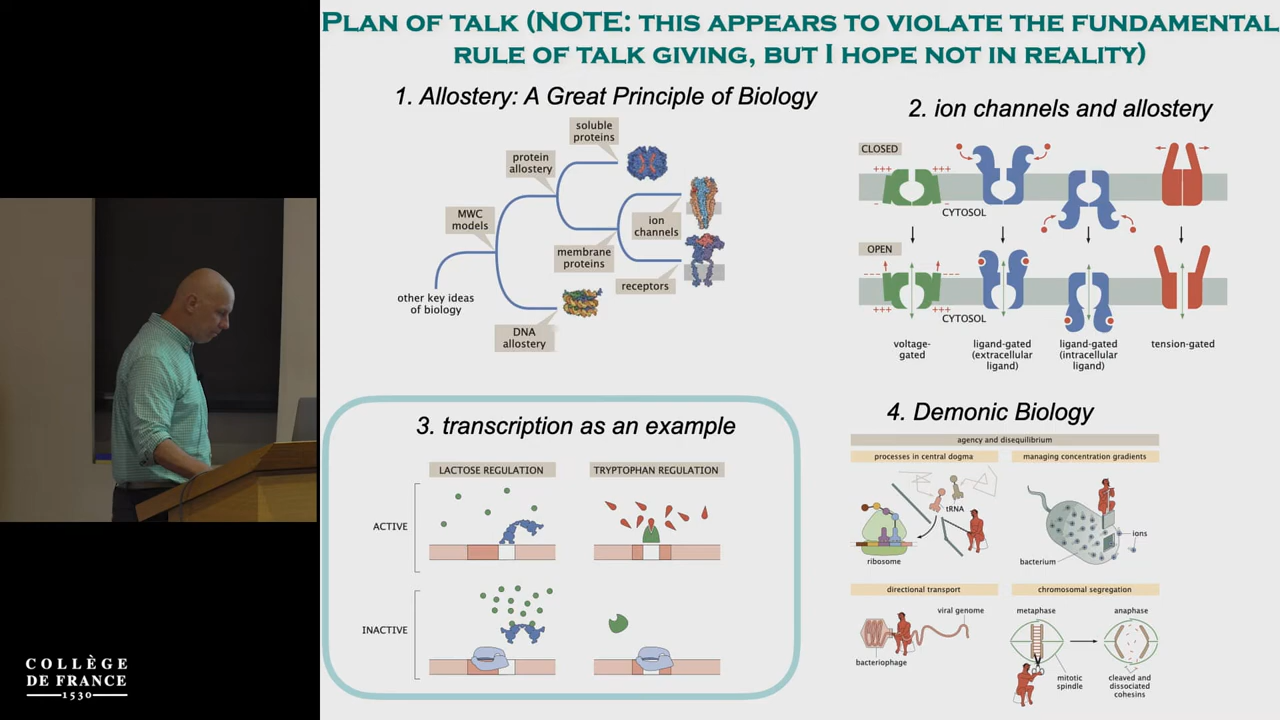 PLAN OF TALK (NOTE: THIS APPEARS TO VIOLATE THE FUNDAMENTAL
RULE OF TALK GIVING, BUT I HOPE NOT IN REALITY)
1. Allostery: A Great Principle of Biology
soluble
proteins
protein
allostery
MWC
models
ion
channels
membrane
proteins
receptors
other key ideas
of biology
DNA
allostery
2. ion channels and allostery
CLOSED
+++
+++
CYTOSOL
OPEN
CYTOSOL
+++
+++
voltage-
gated
ligand-gated
(extracellular
ligand)
ligand-gated
(intracellular
ligand)
tension-gated
3. transcription as an example
LACTOSE REGULATION
TRYPTOPHAN REGULATION
ACTIVE
INACTIVE
4. Demonic Biology
agency and disequilibrium
processes in central dogma
managing concentration gradients
tRNA
ribosome
ions
bacterium
directional transport
chromosomal segregation
viral genome
bacteriophage
metaphase
anaphase
mitotic
spindle
cleaved and
dissociated
cohesins
COLLÈGE
DE FRANCE
1530